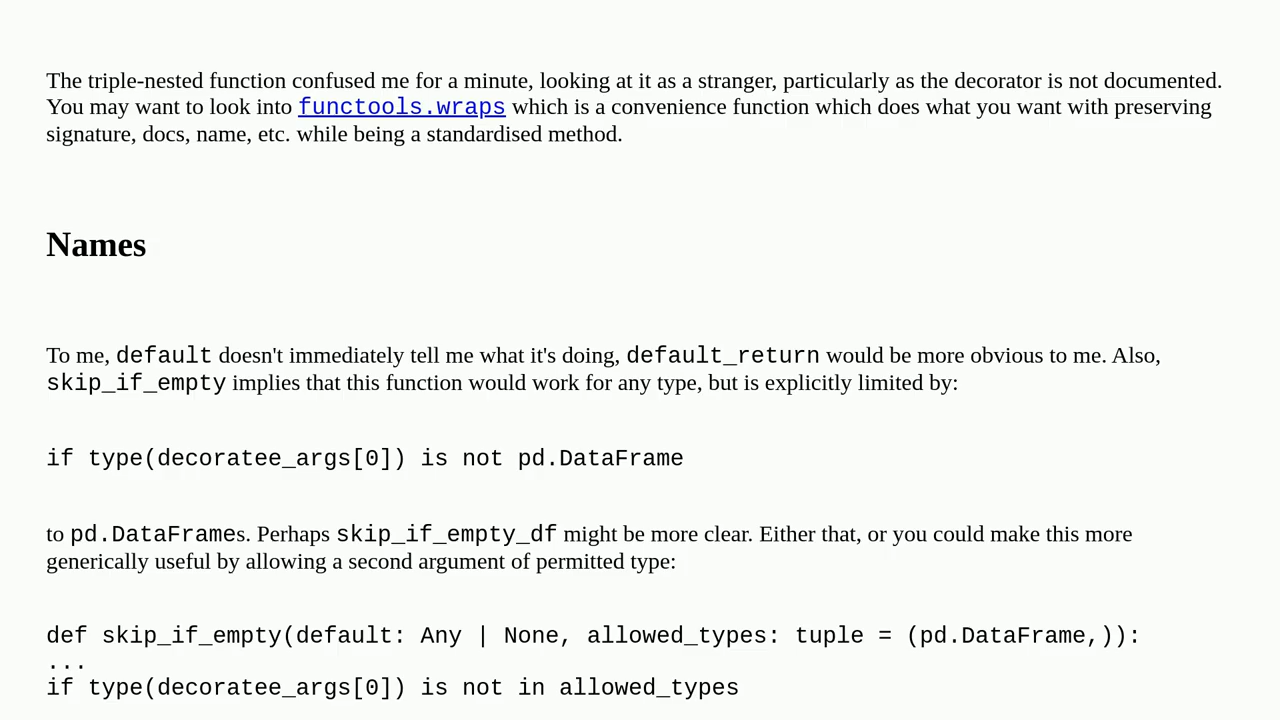 The triple-nested function confused me for a minute, looking at it as a stranger, particularly as the decorator is not documented.
You may want to look into functools.wraps which is a convenience function which does what you want with preserving
signature, docs, name, etc. while being a standardised method.
Names
To me, default doesn't immediately tell me what it's doing, default_return would be more obvious to me. Also,
skip_if_empty implies that this function would work for any type, but is explicitly limited by:
if type(decoratee_args[0]) is not pd.DataFrame
to pd.DataFrames. Perhaps skip_if_empty_df might be more clear. Either that, or you could make this more
generically useful by allowing a second argument of permitted type:
def skip_if_empty(default: Any | None, allowed_types: tuple = (pd.DataFrame,)):
...
if type(decoratee_args[0]) is not in allowed_types